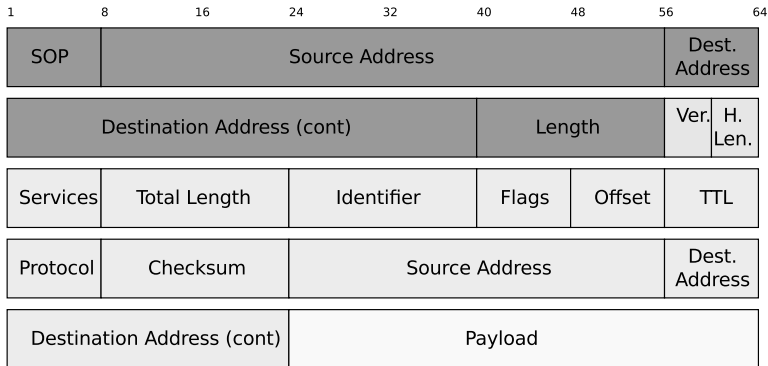 1 8 16 24 32 40 48 56 64
SOP Source Address Dest.
Address
Destination Address (cont) Length Ver. H.
Len.
Services Total Length Identifier Flags Offset TTL
Protocol Checksum Source Address Dest.
Address
Destination Address (cont) Payload